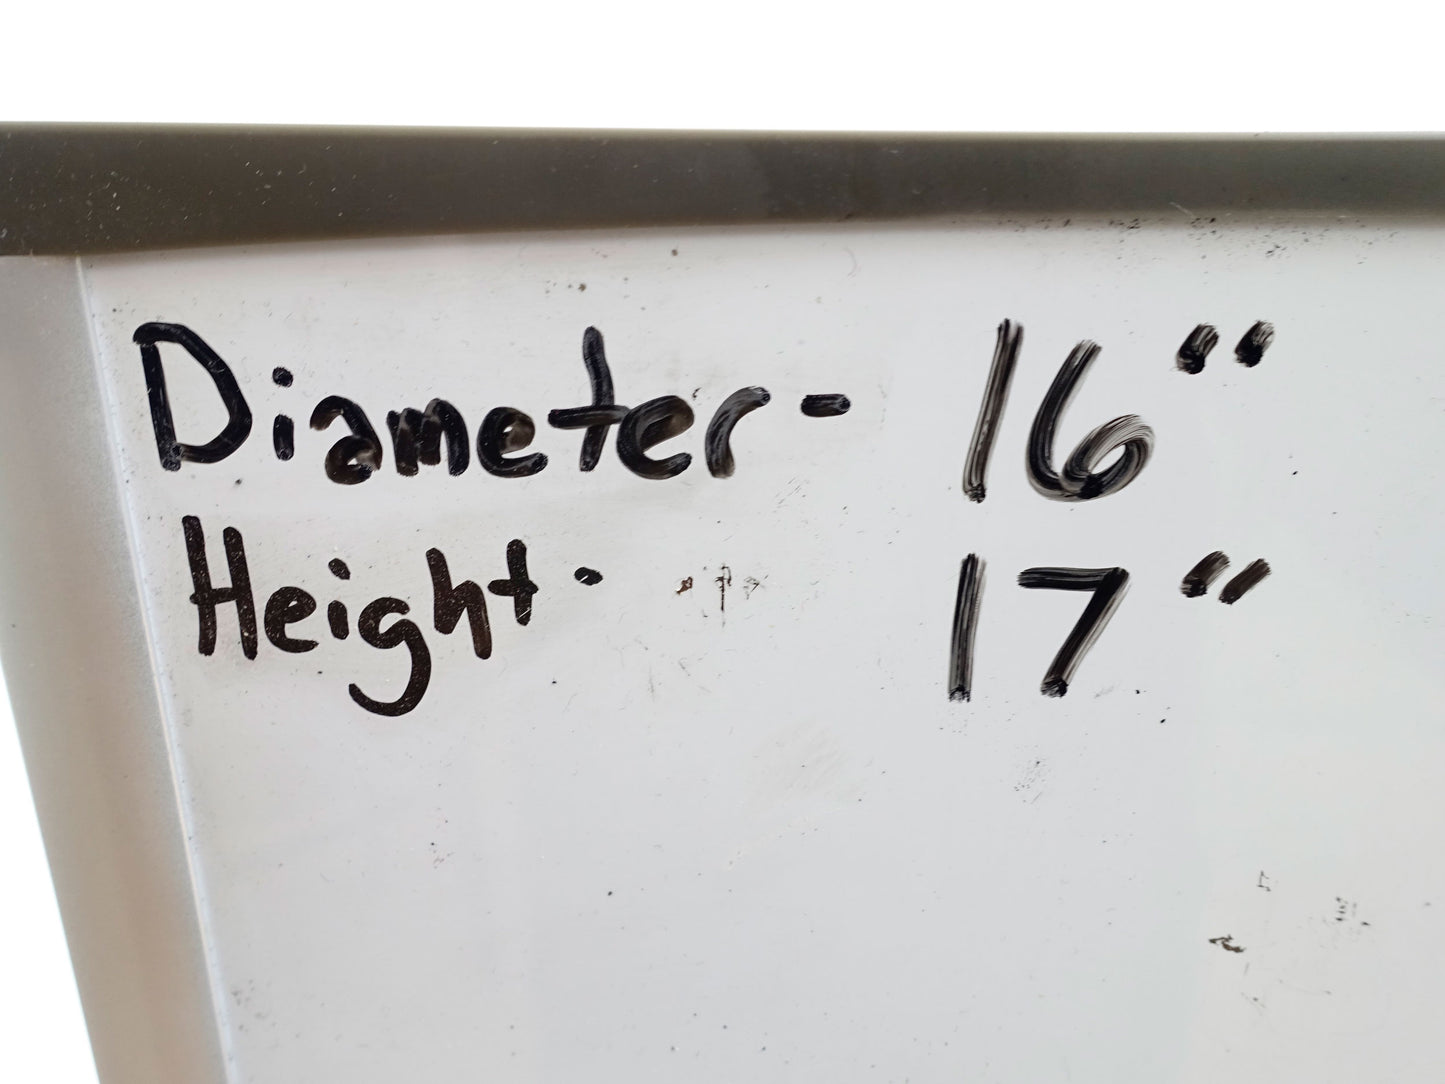 Diameter- 16"
Height- 17"